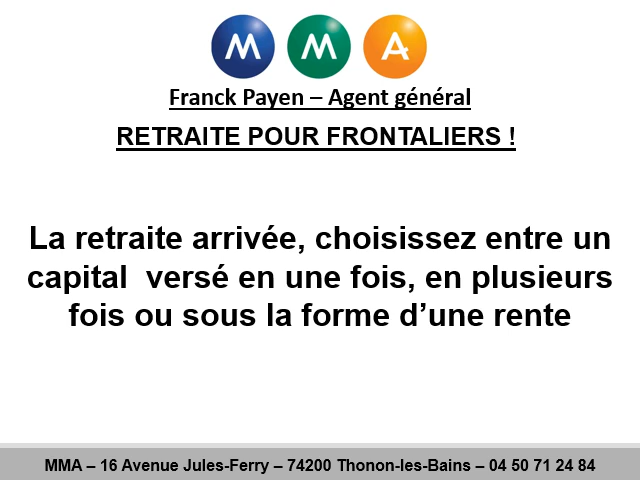 MMA
Franck Payen – Agent général
RETRAITE POUR FRONTALIERS !
La retraite arrivée, choisissez entre un
capital  versé en une fois, en plusieurs
fois ou sous la forme d’une rente
MMA – 16 Avenue Jules-Ferry – 74200 Thonon-les-Bains – 04 50 71 24 84